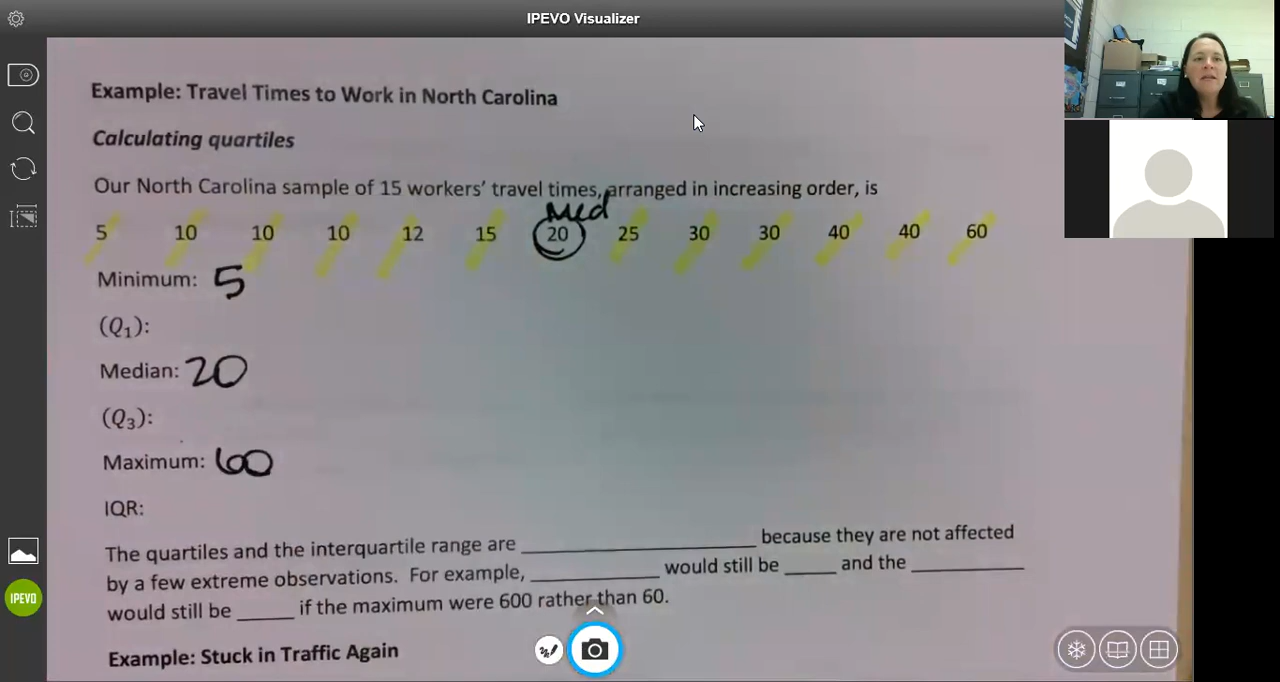 IPEVO Visualizer
Example: Travel Times to Work in North Carolina
Calculating quartiles
Our North Carolina sample of 15 workers' travel times, arranged in increasing order, is
Med
5 10 10 10 12 15 20 25 30 30 40 40 60
Minimum: 5
(Q1):
Median: 20
(Q3):
Maximum: 60
IQR:
The quartiles and the interquartile range are ____________________ because they are not affected
by a few extreme observations. For example, ____________ would still be _____ and the ___________
would still be _____ if the maximum were 600 rather than 60.
Example: Stuck in Traffic Again
IPEVO